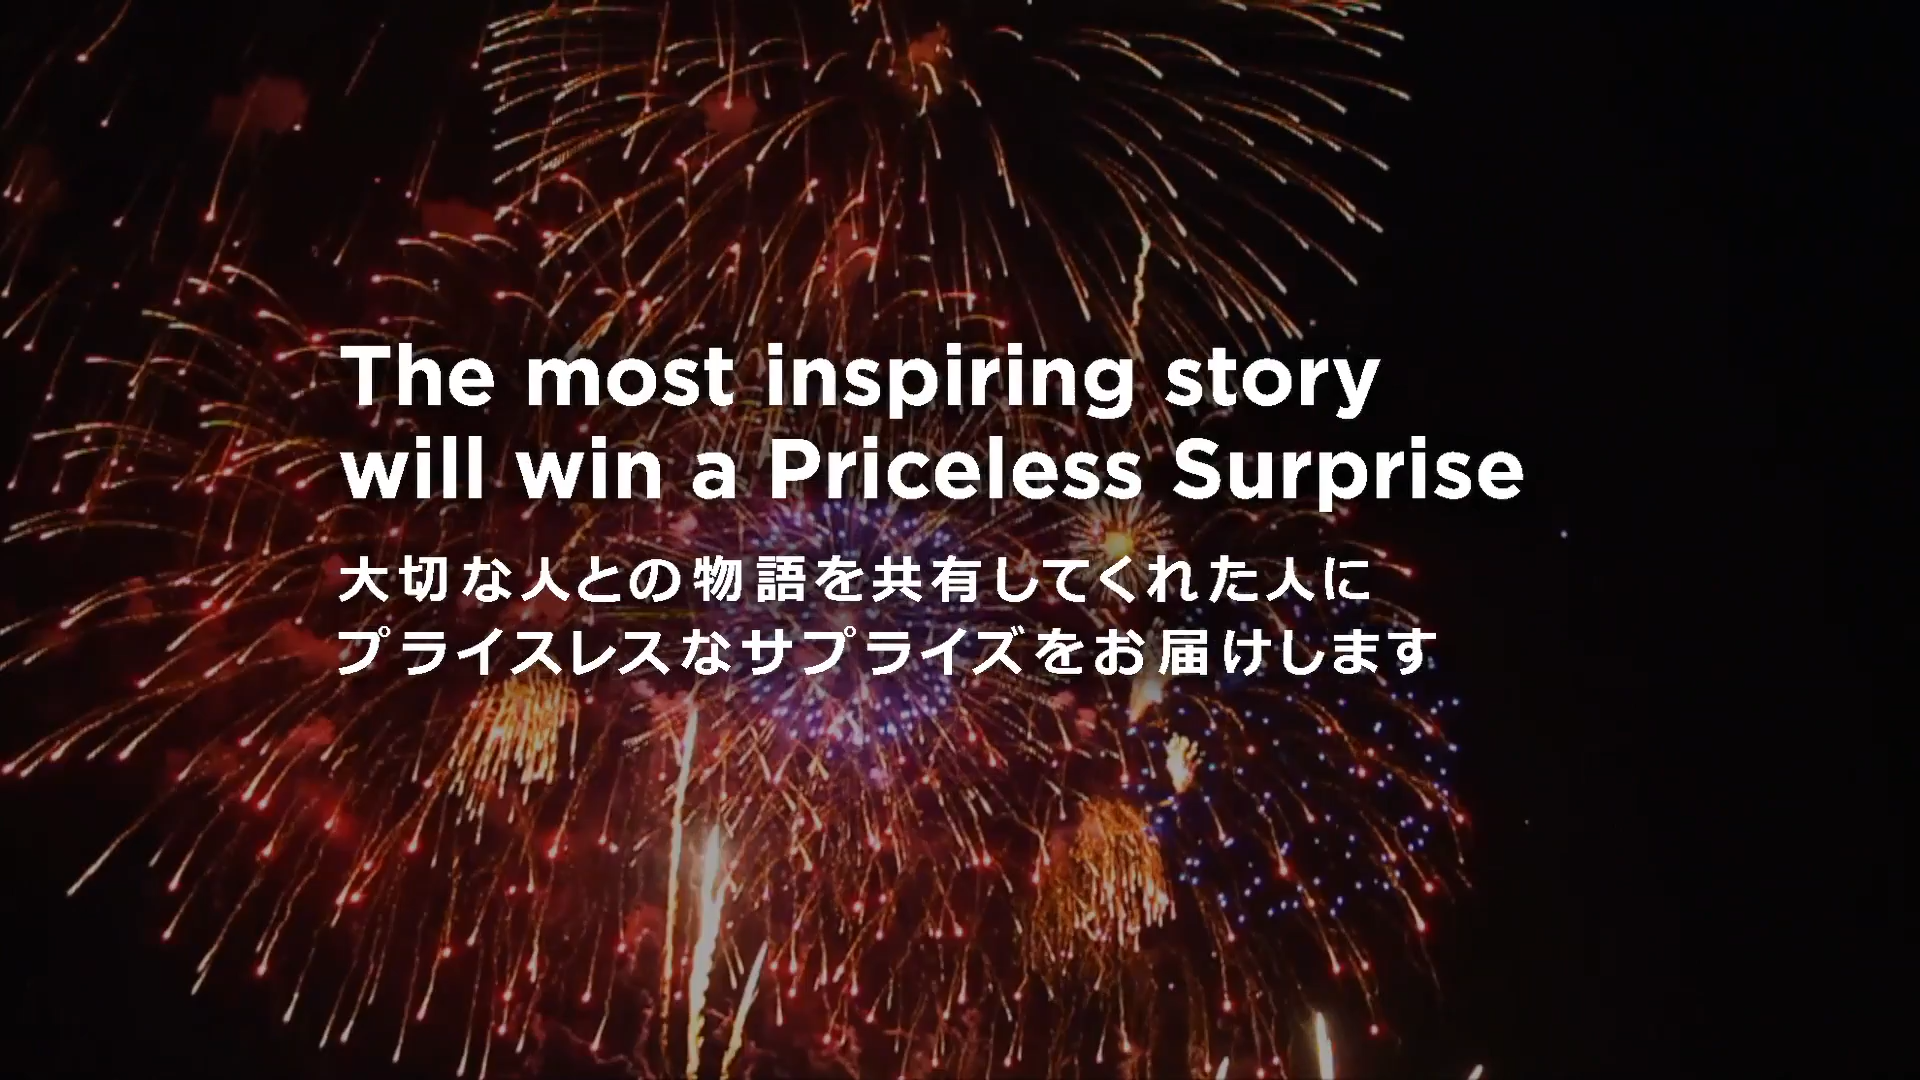 The most inspiring story
will win a Priceless Surprise
大切な人との物語を共有してくれた人に
プライスレスなサプライズをお届けします